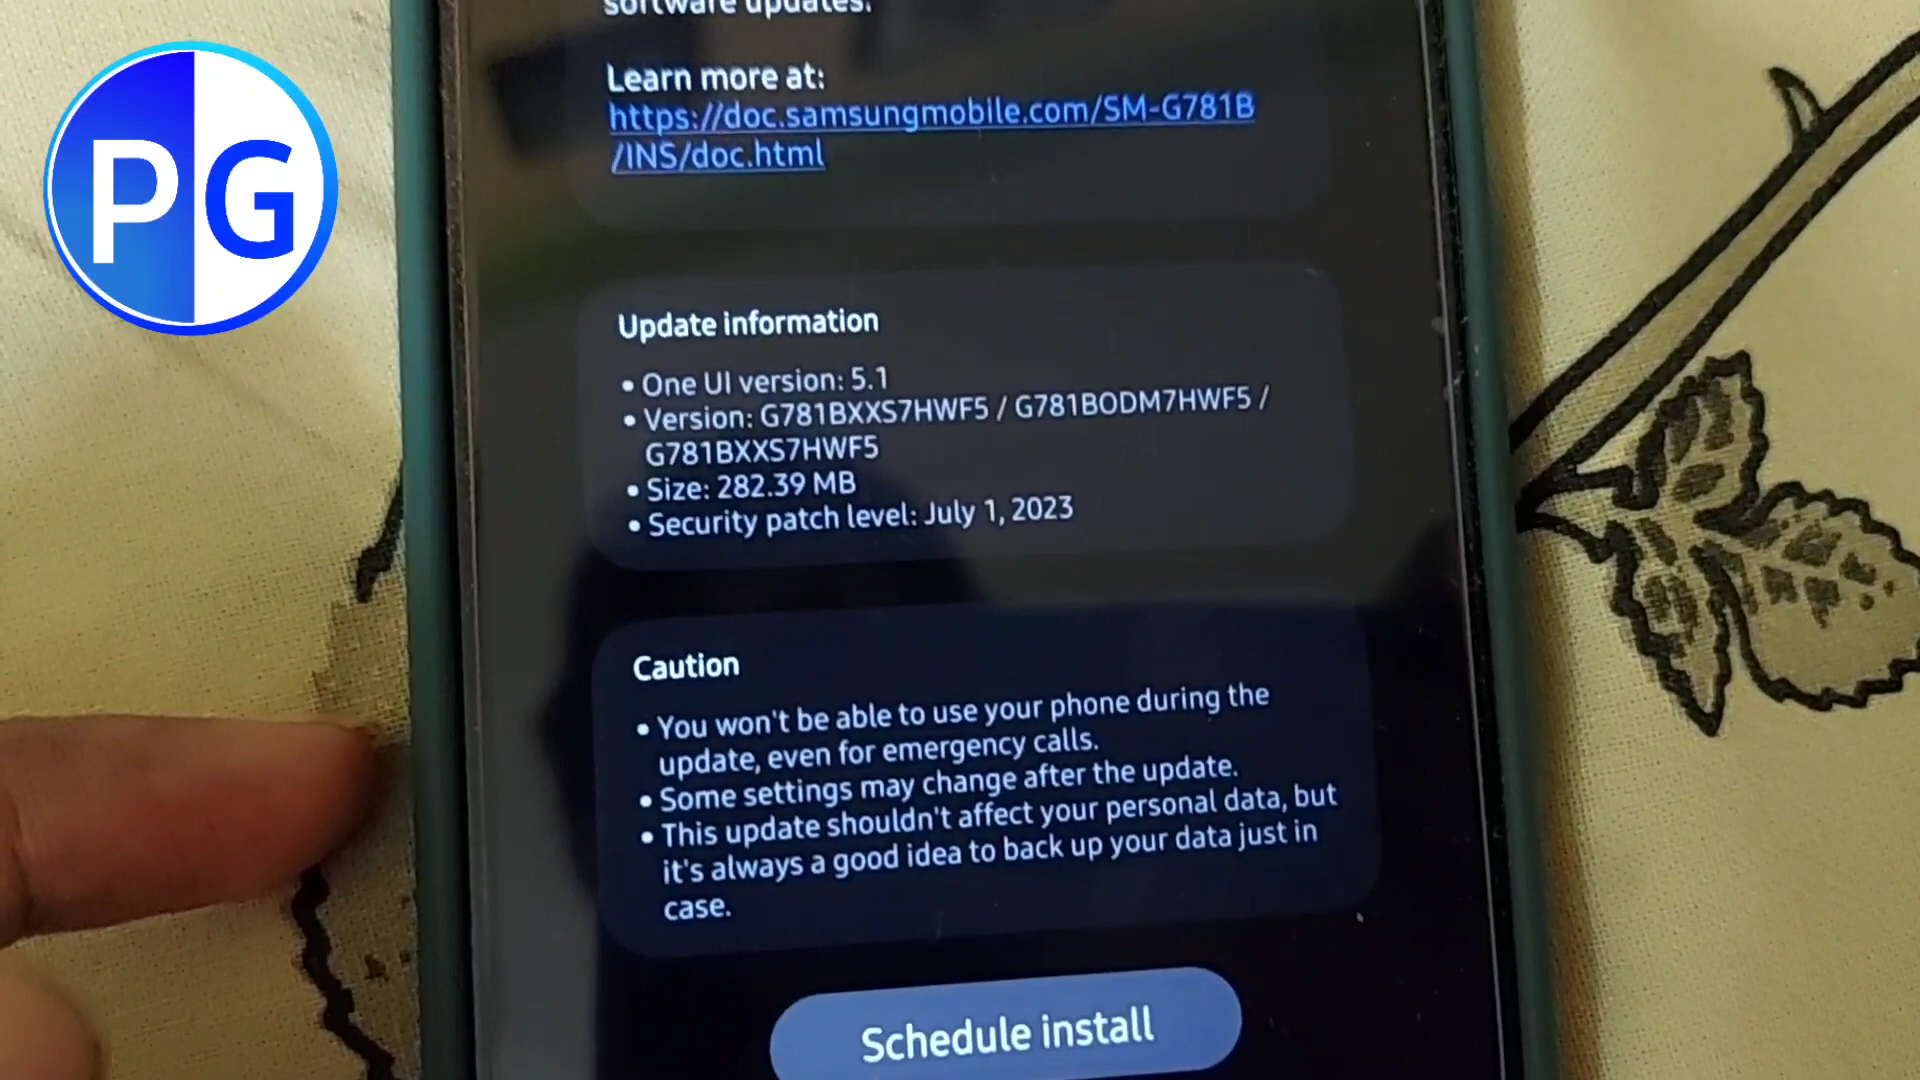 software updates.
PG
Learn more at:
https://doc.samsungmobile.com/SM-G781B
/INS/doc.html
Update information
• One UI version: 5.1
• Version: G781BXXS7HWF5 / G781BODM7HWF5 /
G781BXXS7HWF5
• Size: 282.39 MB
• Security patch level: July 1, 2023
Caution
• You won't be able to use your phone during the
update, even for emergency calls.
• Some settings may change after the update.
• This update shouldn't affect your personal data, but
it's always a good idea to back up your data just in
case.
Schedule install